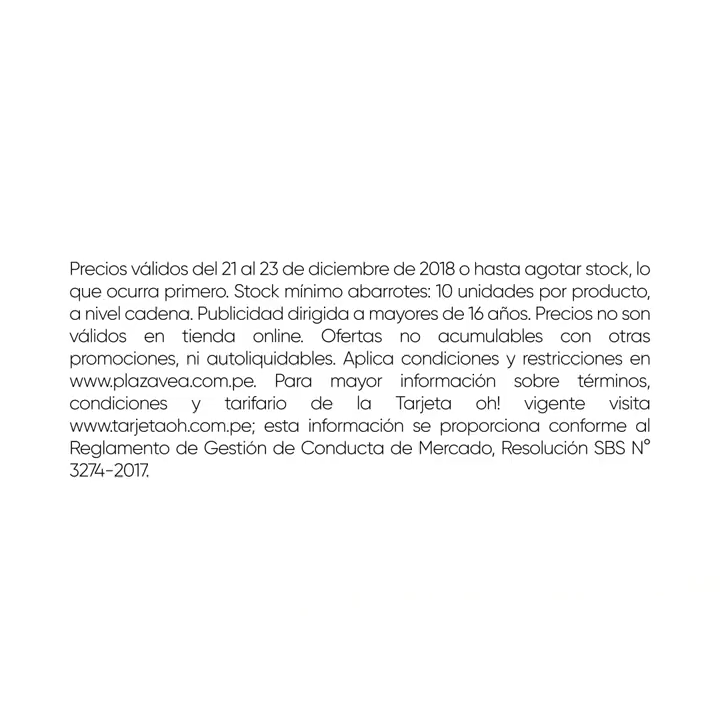 Precios válidos del 21 al 23 de diciembre de 2018 o hasta agotar stock, lo
que ocurra primero. Stock mínimo abarrotes: 10 unidades por producto,
a nivel cadena. Publicidad dirigida a mayores de 16 años. Precios no son
válidos en tienda online. Ofertas no acumulables con otras
promociones, ni autoliquidables. Aplica condiciones y restricciones en
www.plazavea.com.pe. Para mayor información sobre términos,
condiciones y tarifario de la Tarjeta oh! vigente visita
www.tarjetaoh.com.pe; esta información se proporciona conforme al
Reglamento de Gestión de Conducta de Mercado, Resolución SBS N°
3274-2017.